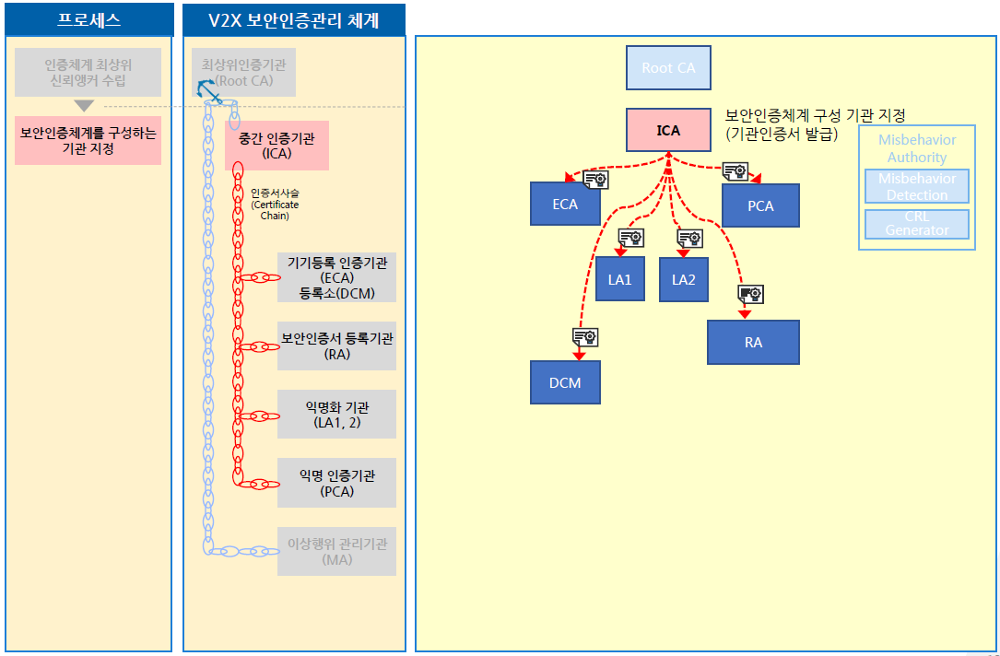 프로세스
인증체계 최상위
신뢰앵커 수립
보안인증체계를 구성하는
기관 지정
V2X 보안인증관리 체계
최상위인증기관
(Root CA)
중간 인증기관
(ICA)
인증서사슬
(Certificate
Chain)
기기등록 인증기관
(ECA)
등록소(DCM)
보안인증서 등록기관
(RA)
익명화 기관
(LA1, 2)
익명 인증기관
(PCA)
이상행위 관리기관
(MA)
Root CA
ICA
보안인증체계 구성 기관 지정
(기관인증서 발급)
Misbehavior
Authority
Misbehavior
Detection
CRL
Generator
ECA
PCA
LA1
LA2
RA
DCM